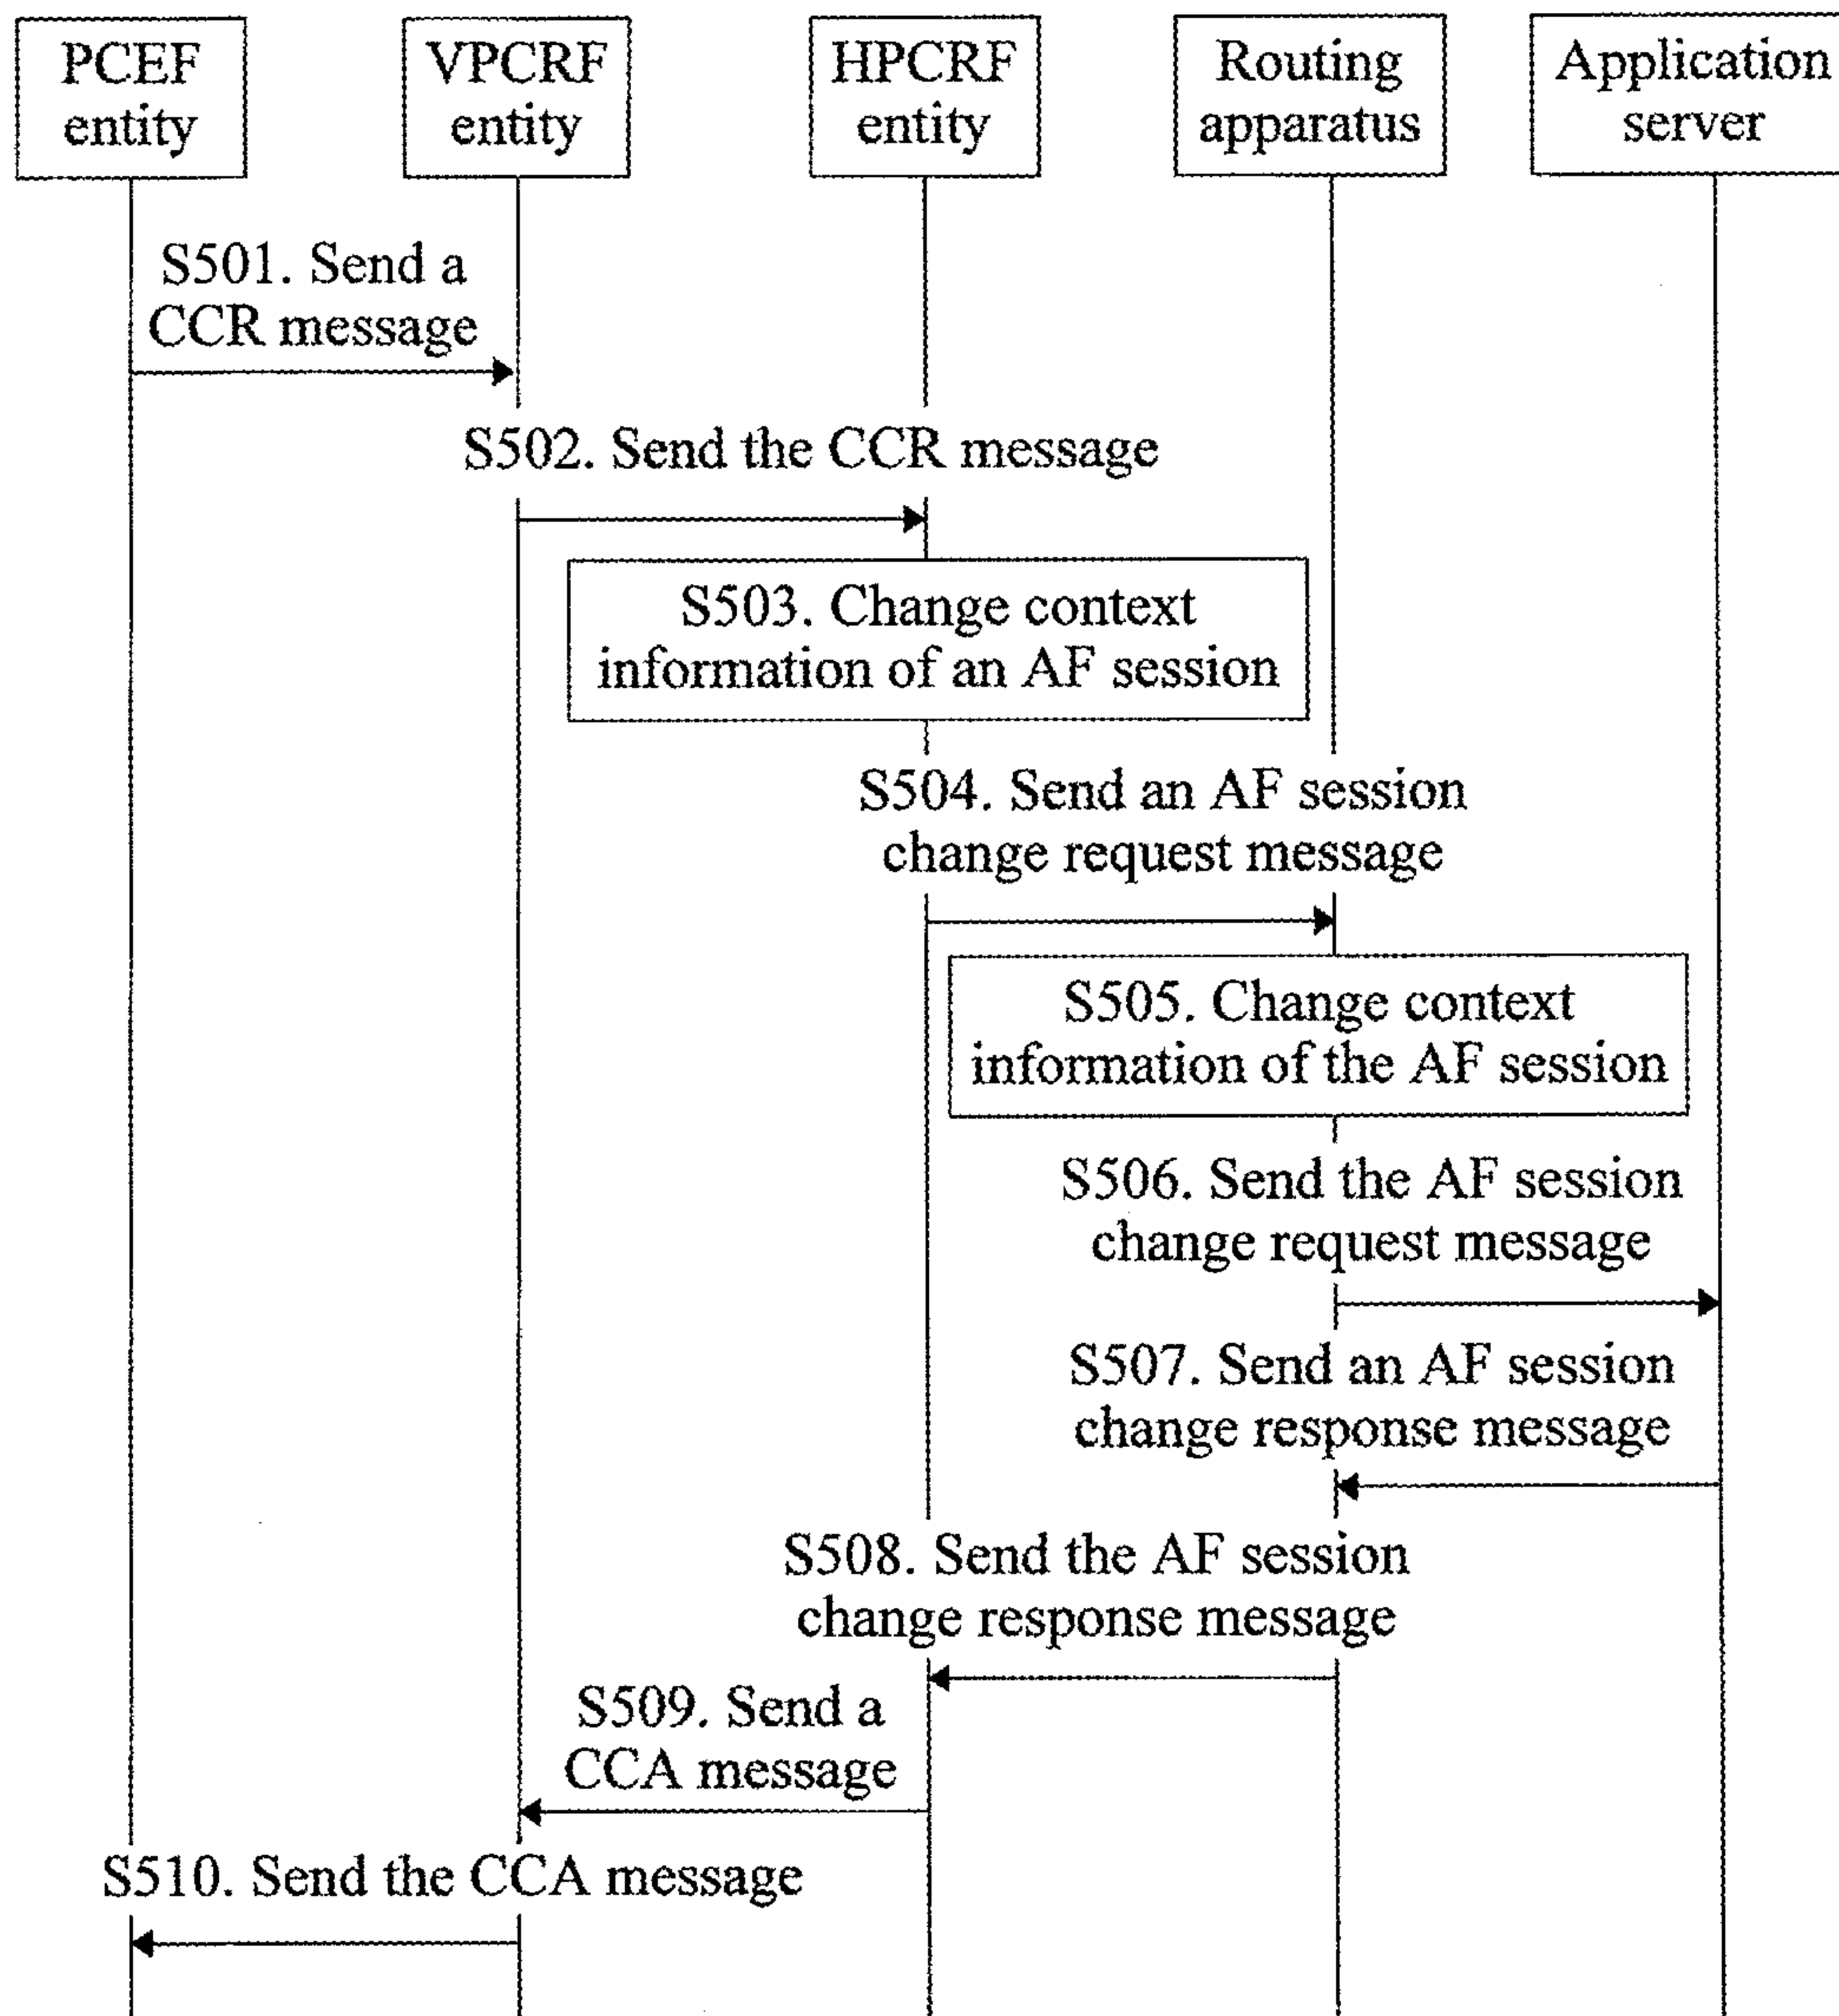 PCEF
entity
VPCRF
entity
HPCRF
entity
Routing
apparatus
Application
server
S501. Send a
CCR message
S502. Send the CCR message
S503. Change context
information of an AF session
S504. Send an AF session
change request message
S505. Change context
information of the AF session
S506. Send the AF session
change request message
S507. Send an AF session
change response message
S508. Send the AF session
change response message
S509. Send a
CCA message
S510. Send the CCA message